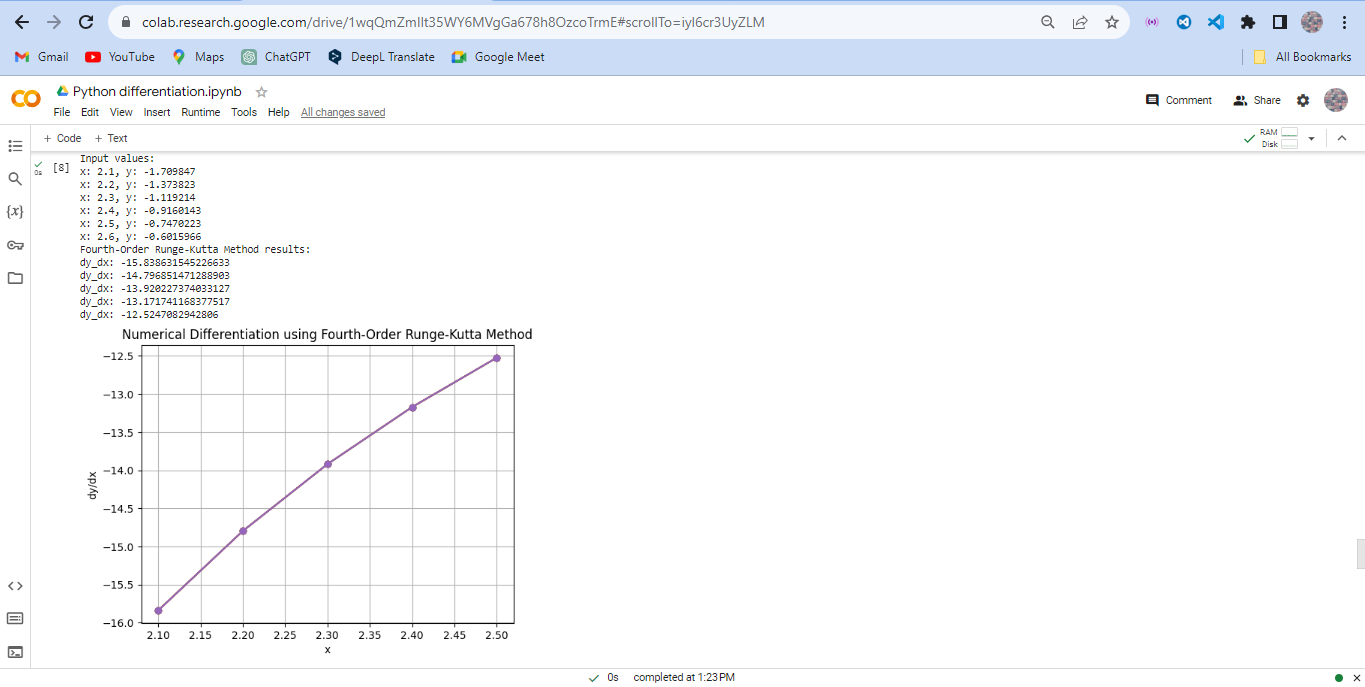 colab.research.google.com/drive/1wqQmZmIIt35WY6MVgGa678h8OzcoTrmE#scrollTo=iyl6cr3UyZLM
Gmail YouTube Maps ChatGPT DeepL Translate Google Meet All Bookmarks
Python differentiation.ipynb
File Edit View Insert Runtime Tools Help All changes saved
Comment Share
+ Code + Text
RAM
Disk
[8]
0s
Input values:
x: 2.1, y: -1.709847
x: 2.2, y: -1.373823
x: 2.3, y: -1.119214
x: 2.4, y: -0.9160143
x: 2.5, y: -0.7470223
x: 2.6, y: -0.6015966
Fourth-Order Runge-Kutta Method results:
dy_dx: -15.838631545226633
dy_dx: -14.796851471288903
dy_dx: -13.920227374033127
dy_dx: -13.171741168377517
dy_dx: -12.5247082942806
Numerical Differentiation using Fourth-Order Runge-Kutta Method
−12.5
−13.0
−13.5
−14.0
−14.5
−15.0
−15.5
−16.0
dy/dx
2.10 2.15 2.20 2.25 2.30 2.35 2.40 2.45 2.50
x
{x}
0s completed at 1:23 PM